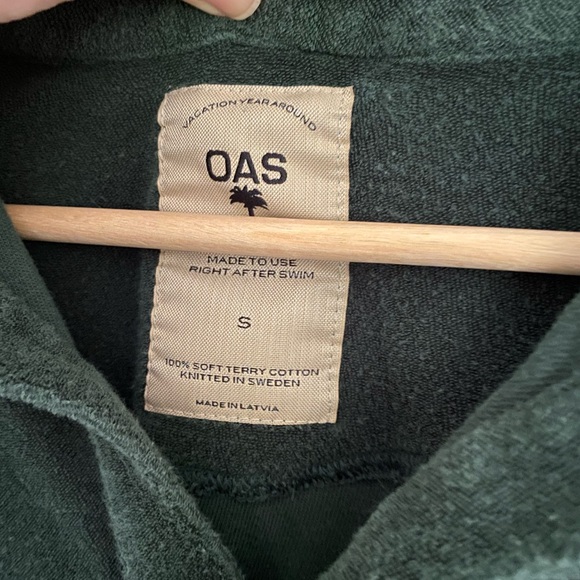 VACATION YEAR AROUND
OAS
MADE TO USE
RIGHT AFTER SWIM
S
100% SOFT TERRY COTTON
KNITTED IN SWEDEN
MADE IN LATVIA